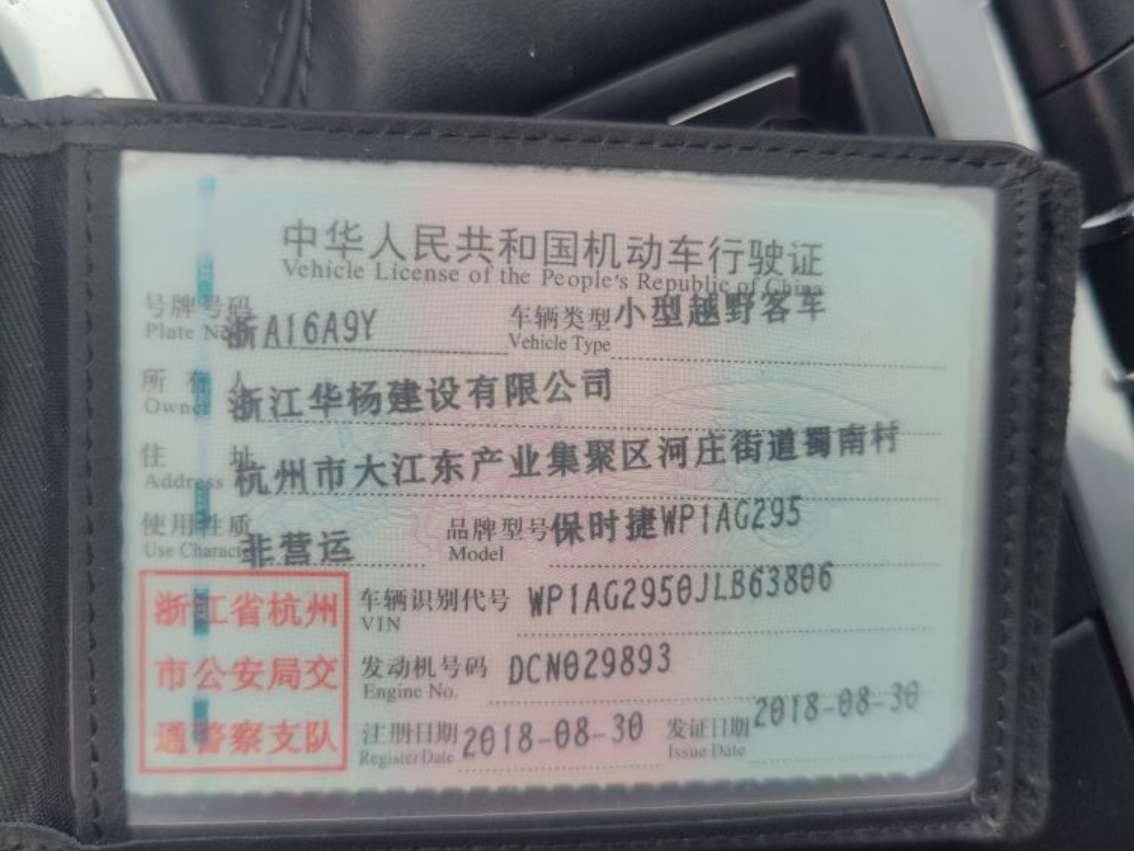 中华人民共和国机动车行驶证
Vehicle License of the People's Republic of China
号牌号码 浙A16A9Y 车辆类型 小型越野客车
Plate No. Vehicle Type
所有人 浙江华杨建设有限公司
Owner
住址 杭州市大江东产业集聚区河庄街道蜀南村
Address
使用性质 非营运 品牌型号 保时捷WP1AG295
Use Character Model
浙江省杭州
市公安局交
通警察支队
车辆识别代号 WP1AG2950JLB63806
VIN
发动机号码 DCN029893
Engine No.
注册日期 2018-08-30 发证日期 2018-08-30
Register Date Issue Date